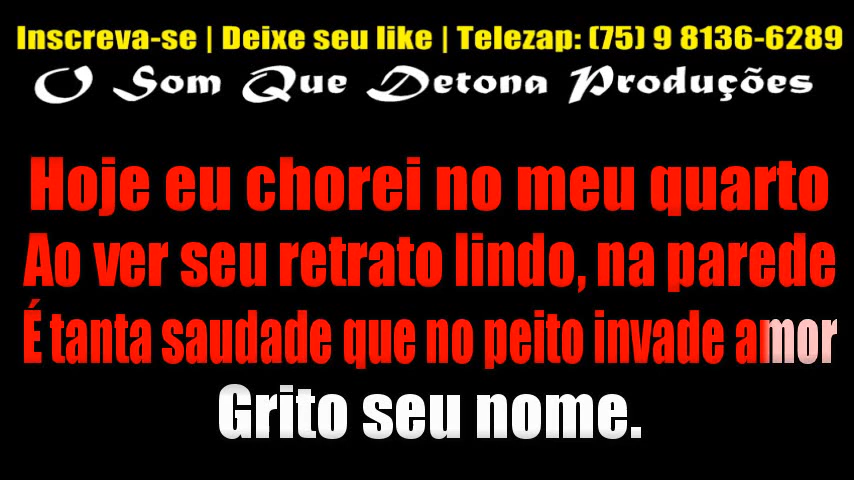 Inscreva-se | Deixe seu like | Telezap: (75) 9 8136-6289
O Som Que Detona Produções
Hoje eu chorei no meu quarto
Ao ver seu retrato lindo, na parede
É tanta saudade que no peito invade amor
Grito seu nome.